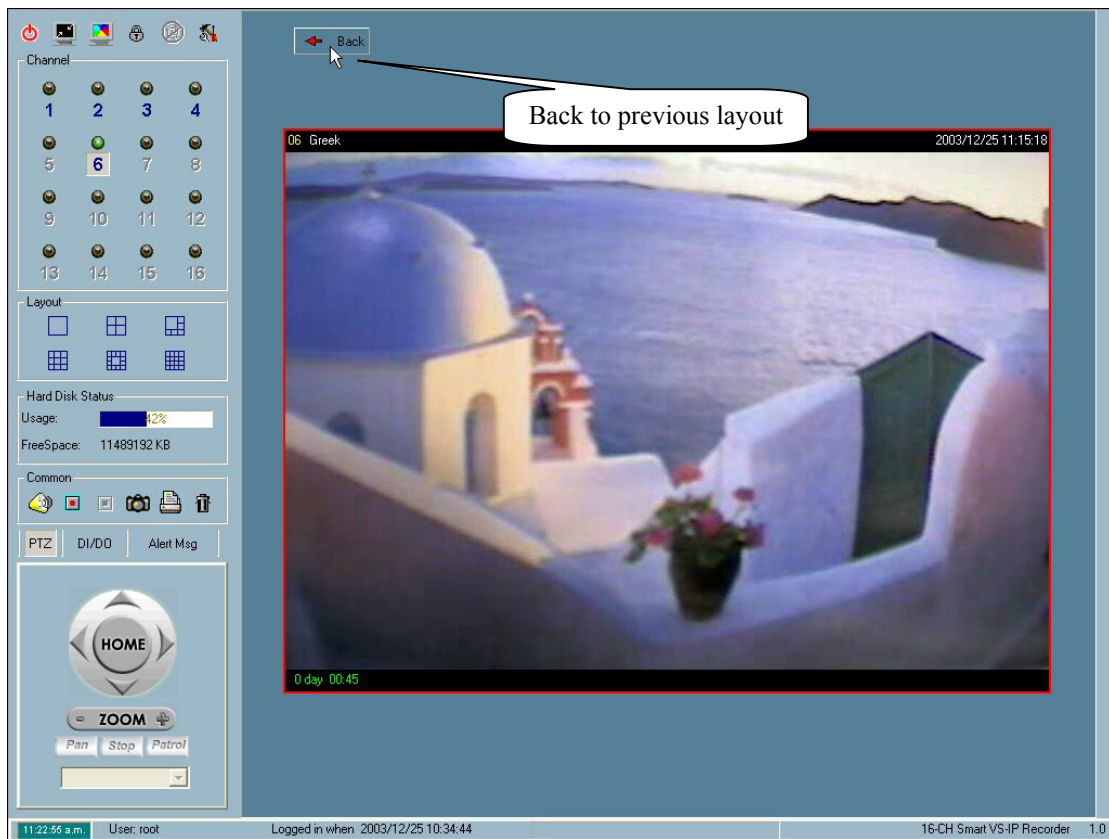 Back
Channel
1 2 3 4
5 6 7 8
9 10 11 12
13 14 15 16
Layout
Hard Disk Status
Usage: 42%
FreeSpace: 11489192 KB
Common
PTZ DI/DO Alert Msg
HOME
ZOOM
Pan Stop Patrol
Back to previous layout
06 Greek 2003/12/25 11:15:18
0 day 00:45
11:22:55 a.m. User: root Logged in when 2003/12/25 10:34:44 16-CH Smart VS-IP Recorder 1.0